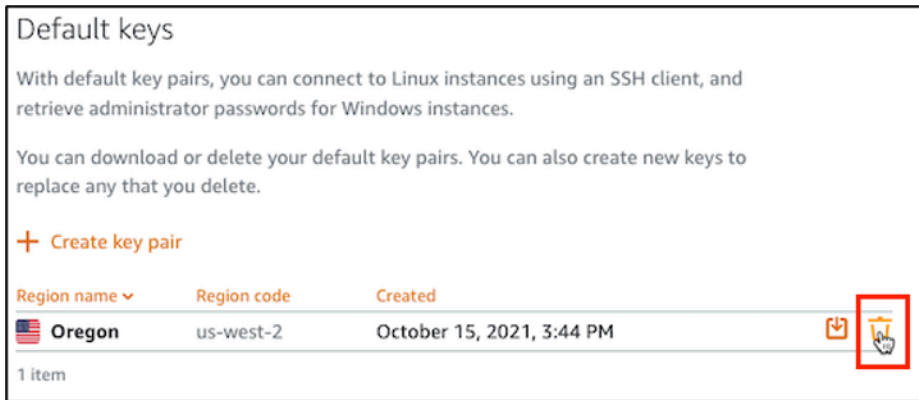 Default keys
With default key pairs, you can connect to Linux instances using an SSH client, and
retrieve administrator passwords for Windows instances.
You can download or delete your default key pairs. You can also create new keys to
replace any that you delete.
+ Create key pair
Region name Region code Created
Oregon us-west-2 October 15, 2021, 3:44 PM
1 item